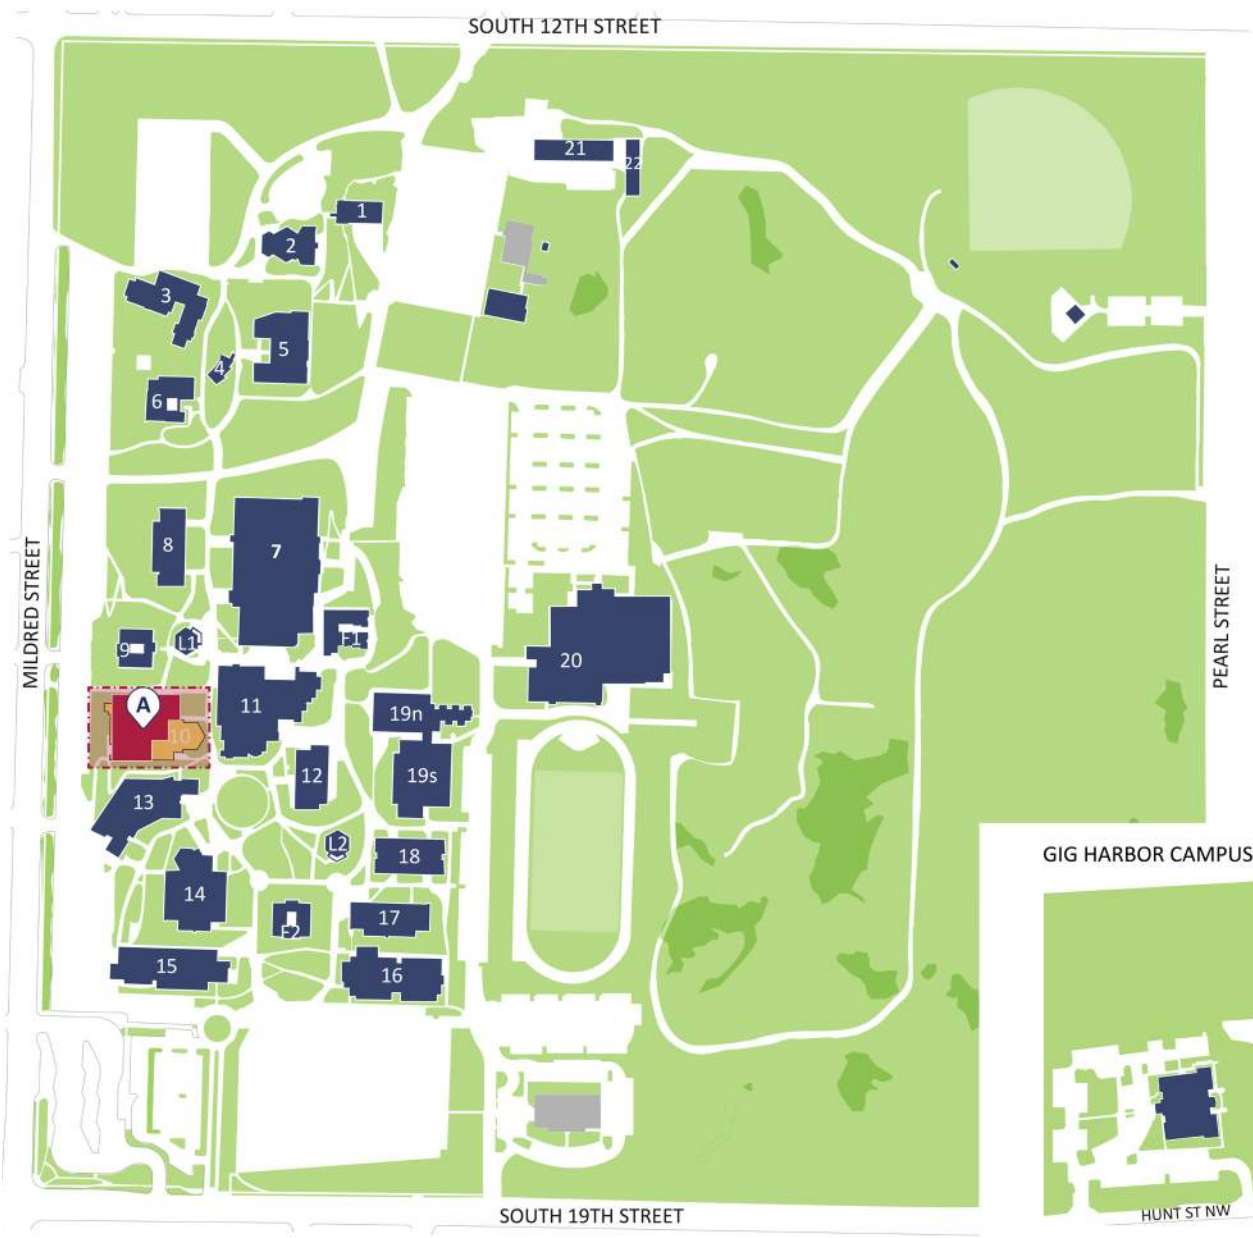 SOUTH 12TH STREET
21
22
1
2
3
5
4
6
MILDRED STREET
8
7
PEARL STREET
L1
F1
9
20
A
11
19n
10
12
19s
13
L2
18
GIG HARBOR CAMPUS
14
17
F2
15
16
SOUTH 19TH STREET
HUNT ST NW